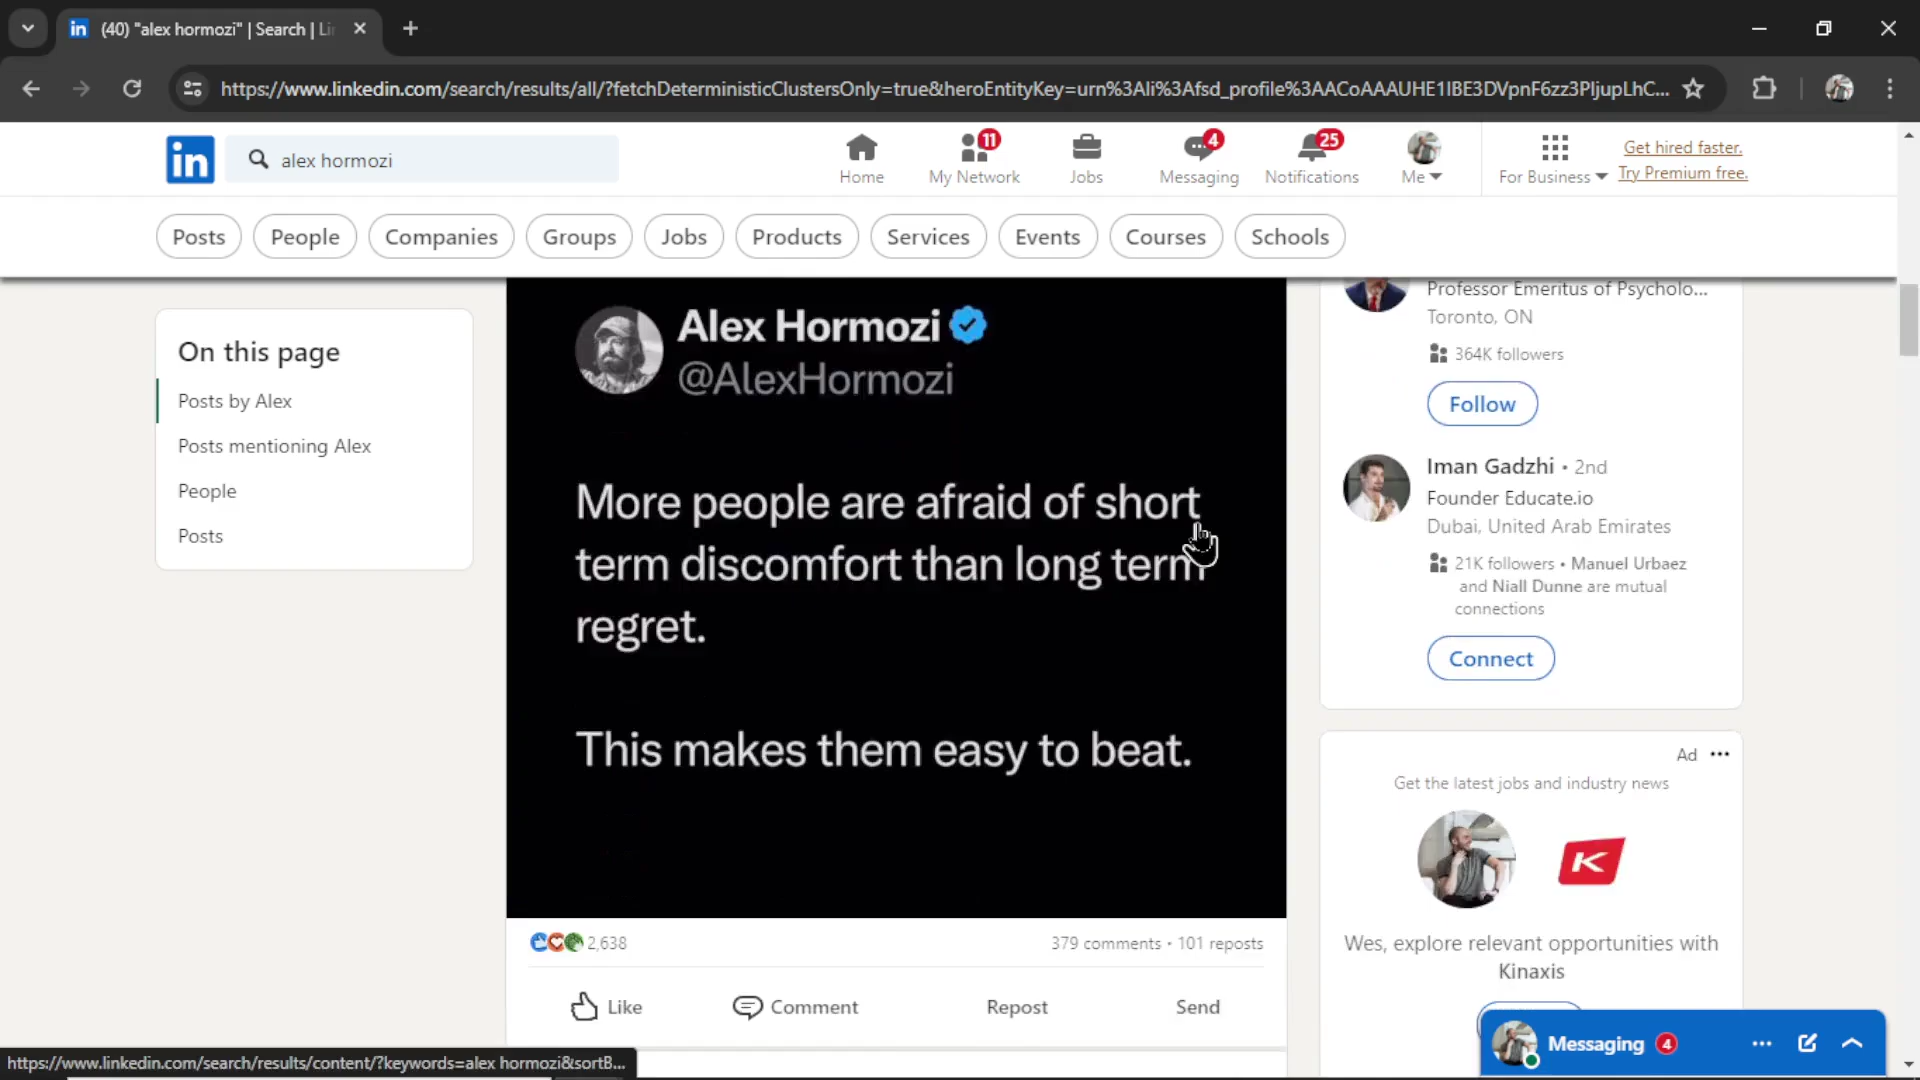 (40) "alex hormozi" | Search | Li
https://www.linkedin.com/search/results/all/?fetchDeterministicClustersOnly=true&heroEntityKey=urn%3Ali%3Afsd_profile%3AACoAAAUHE1IBE3DVpnF6zz3PljupLhC...
in
alex hormozi
Home
11
My Network
Jobs
4
Messaging
25
Notifications
Me
For Business
Get hired faster.
Try Premium free.
Posts
People
Companies
Groups
Jobs
Products
Services
Events
Courses
Schools
On this page
Posts by Alex
Posts mentioning Alex
People
Posts
Alex Hormozi
@AlexHormozi
More people are afraid of short
term discomfort than long term
regret.
This makes them easy to beat.
2,638
379 comments • 101 reposts
Like
Comment
Repost
Send
Professor Emeritus of Psycholo...
Toronto, ON
364K followers
Follow
Iman Gadzhi • 2nd
Founder Educate.io
Dubai, United Arab Emirates
21K followers • Manuel Urbaez
and Niall Dunne are mutual
connections
Connect
Ad
Get the latest jobs and industry news
K
Wes, explore relevant opportunities with
Kinaxis
Messaging 4
https://www.linkedin.com/search/results/content/?keywords=alex hormozi&sortB...